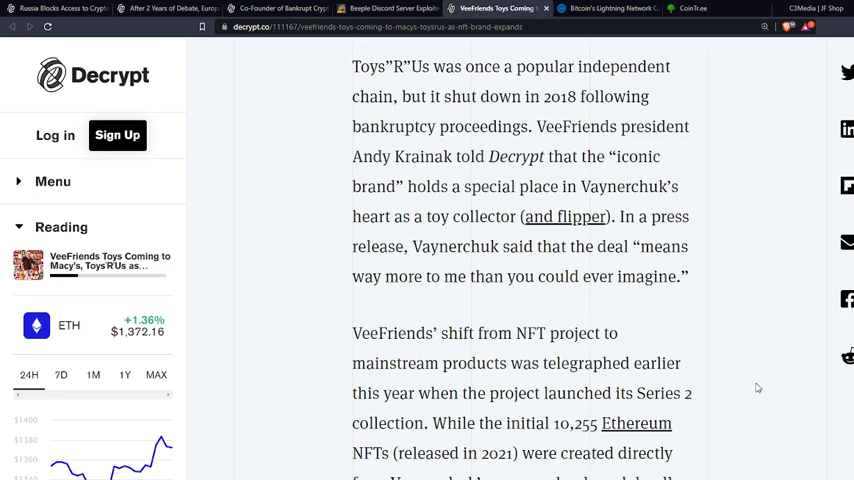 Russia Blocks Access to Crypto
After 2 Years of Debate, Europ
Co-Founder of Bankrupt Crypt
Beeple Discord Server Exploite
VeeFriends Toys Coming t
Bitcoin's Lightning Network C
CoinTr.ee
C3Media | JF Shop
decrypt.co/111167/veefriends-toys-coming-to-macys-toysrus-as-nft-brand-expands
Decrypt
Log in
Sign Up
Menu
Reading
VeeFriends Toys Coming to
Macy's, Toys'R'Us as...
ETH
+1.36%
$1,372.16
24H 7D 1M 1Y MAX
$1400
$1380
$1360
$1340
Toys”R”Us was once a popular independent
chain, but it shut down in 2018 following
bankruptcy proceedings. VeeFriends president
Andy Krainak told Decrypt that the “iconic
brand” holds a special place in Vaynerchuk’s
heart as a toy collector (and flipper). In a press
release, Vaynerchuk said that the deal “means
way more to me than you could ever imagine.”
VeeFriends’ shift from NFT project to
mainstream products was telegraphed earlier
this year when the project launched its Series 2
collection. While the initial 10,255 Ethereum
NFTs (released in 2021) were created directly